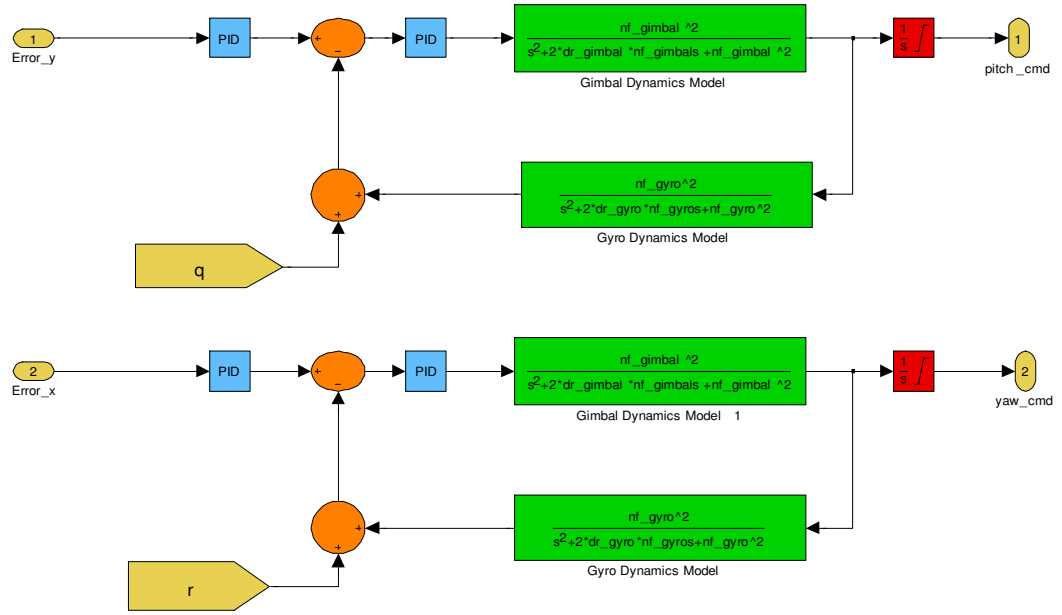 nf_gimbal ^2
1 PID + PID s²+2*dr_gimbal *nf_gimbals +nf_gimbal ^2 1 s 1
−
Error_y
Gimbal Dynamics Model
pitch _cmd
nf_gyro^2
+ s²+2*dr_gyro *nf_gyros+nf_gyro^2
+
Gyro Dynamics Model
q
nf_gimbal ^2
2 PID + PID s²+2*dr_gimbal *nf_gimbals +nf_gimbal ^2 1 s 2
−
Error_x
Gimbal Dynamics Model 1
yaw_cmd
nf_gyro^2
+ s²+2*dr_gyro *nf_gyros+nf_gyro^2
+
Gyro Dynamics Model
r